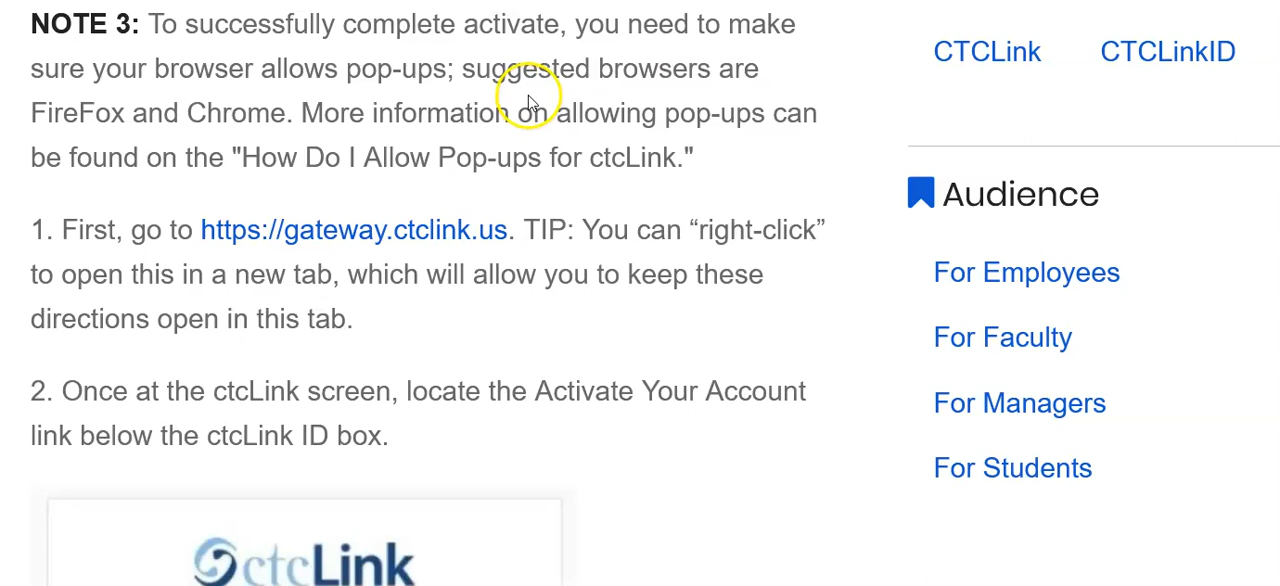 NOTE 3: To successfully complete activate, you need to make
sure your browser allows pop-ups; suggested browsers are
FireFox and Chrome. More information on allowing pop-ups can
be found on the "How Do I Allow Pop-ups for ctcLink."
1. First, go to https://gateway.ctclink.us. TIP: You can “right-click”
to open this in a new tab, which will allow you to keep these
directions open in this tab.
2. Once at the ctcLink screen, locate the Activate Your Account
link below the ctcLink ID box.
ctcLink
CTCLink CTCLinkID
Audience
For Employees
For Faculty
For Managers
For Students